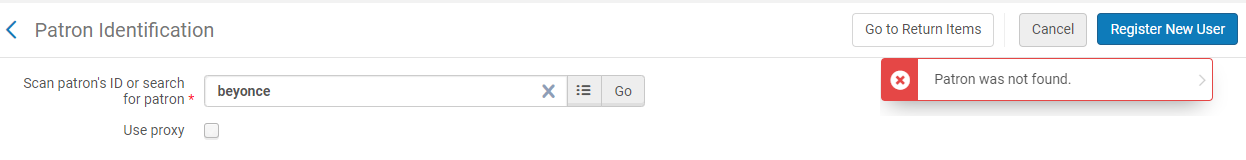 Patron Identification
Go to Return Items
Cancel
Register New User
Scan patron's ID or search
for patron *
beyonce
Go
Patron was not found.
Use proxy